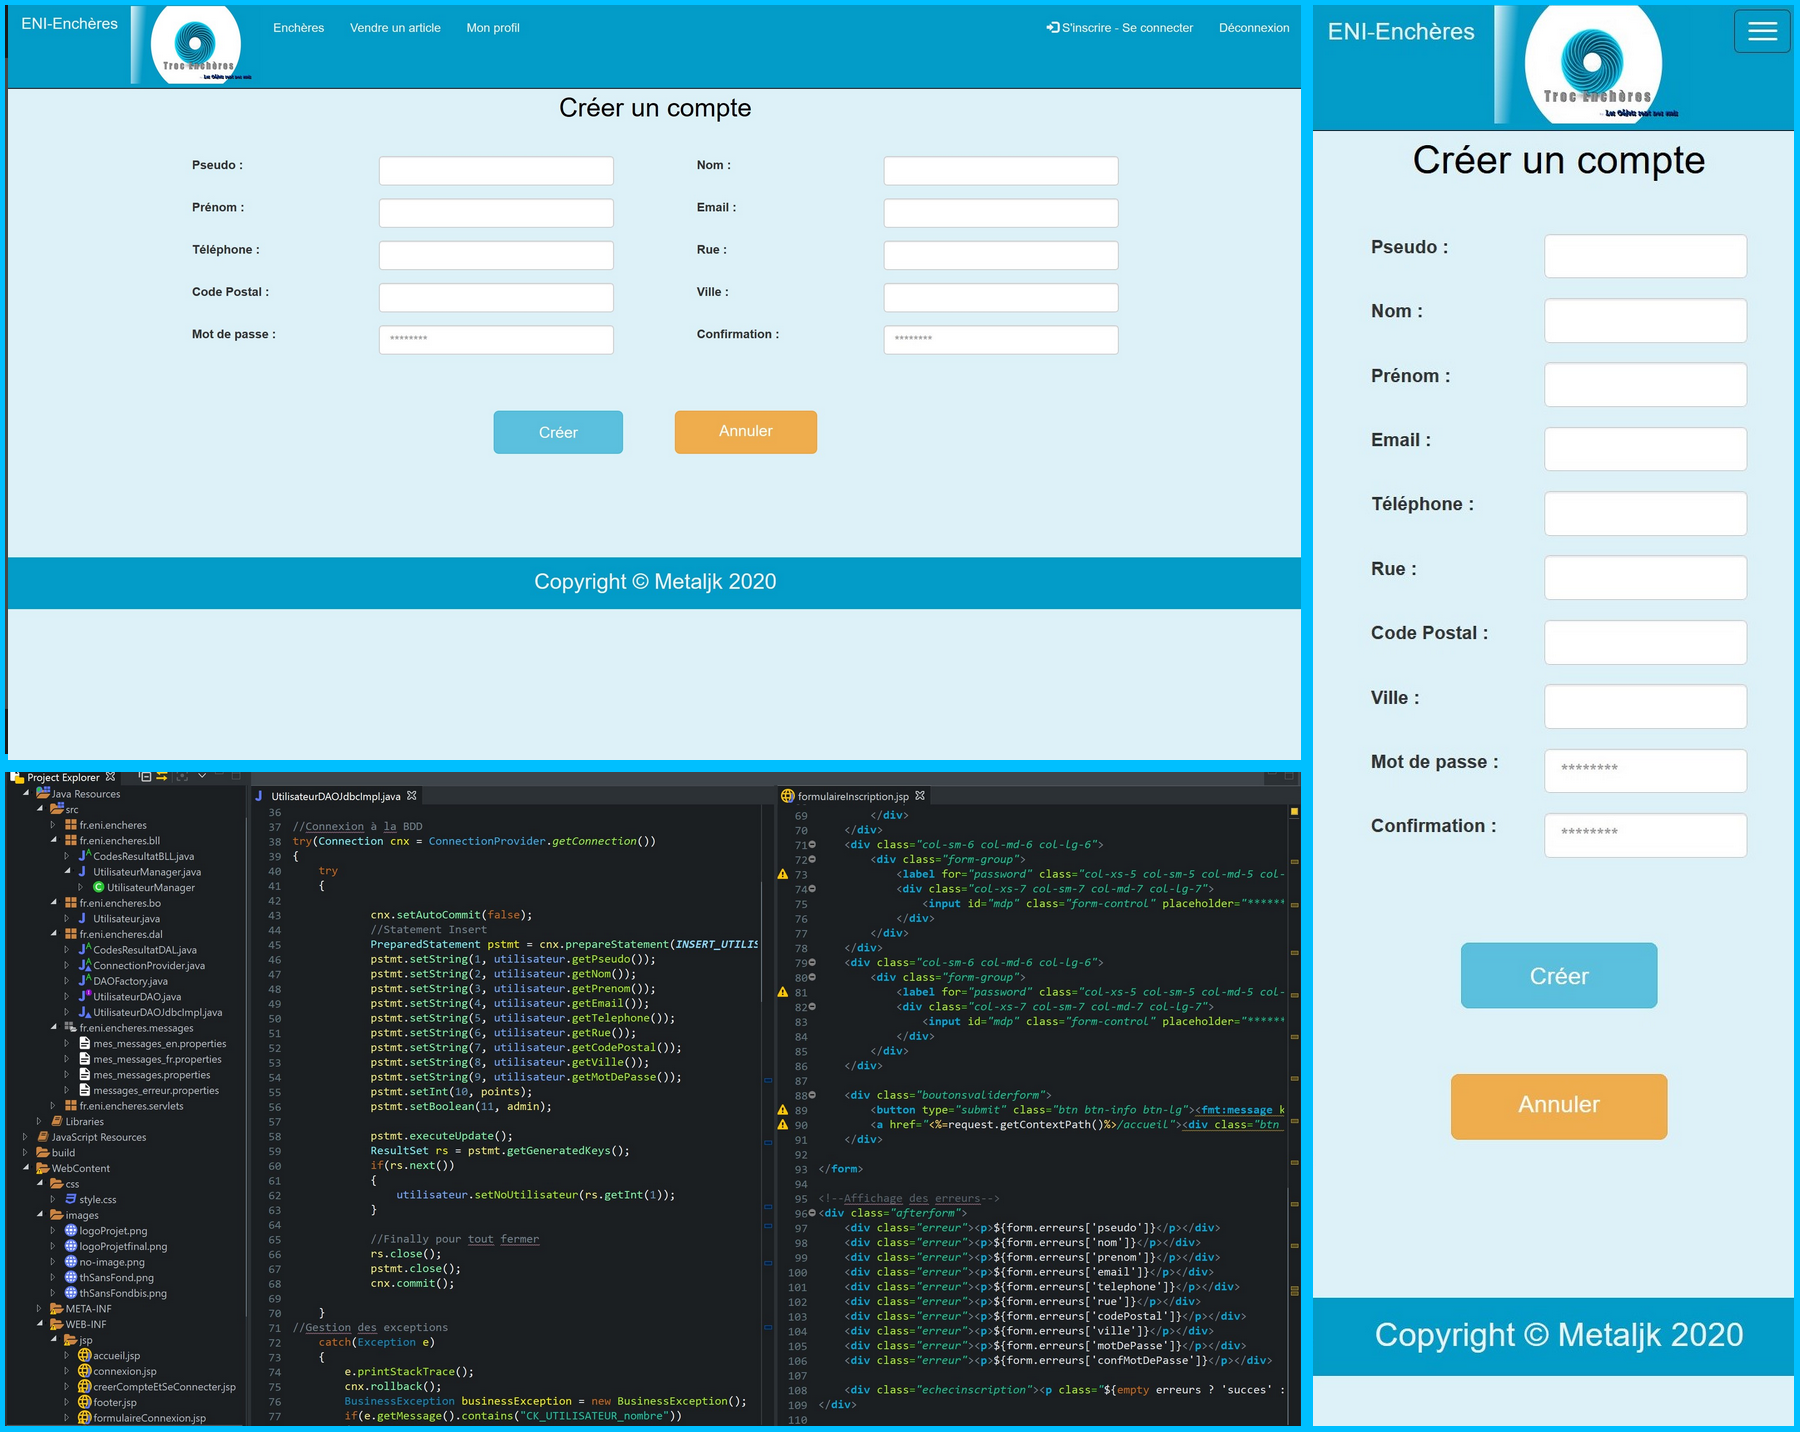 ENI-Enchères
Troc Enchères
Enchères
Vendre un article
Mon profil
S'inscrire - Se connecter
Déconnexion
Créer un compte
Pseudo :
Nom :
Prénom :
Email :
Téléphone :
Rue :
Code Postal :
Ville :
Mot de passe :
********
Confirmation :
********
Créer
Annuler
Copyright © Metaljk 2020
Project Explorer
Java Resources
src
fr.eni.encheres
fr.eni.encheres.bll
CodesResultatBLL.java
UtilisateurManager.java
UtilisateurManager
fr.eni.encheres.bo
Utilisateur.java
fr.eni.encheres.dal
CodesResultatDAL.java
ConnectionProvider.java
DAOFactory.java
UtilisateurDAO.java
UtilisateurDAOJdbcImpl.java
fr.eni.encheres.messages
mes_messages_en.properties
mes_messages_fr.properties
mes_messages.properties
messages_erreur.properties
fr.eni.encheres.servlets
Libraries
JavaScript Resources
build
WebContent
css
style.css
images
logoProjet.png
logoProjetfinal.png
no-image.png
thSansFond.png
thSansFondbis.png
META-INF
WEB-INF
jsp
accueil.jsp
connexion.jsp
creerCompteEtSeConnecter.jsp
footer.jsp
formulaireConnexion.jsp
UtilisateurDAOJdbcImpl.java
36
37 //Connexion à la BDD
38 try(Connection cnx = ConnectionProvider.getConnection())
39 {
40 try
41 {
42
43 cnx.setAutoCommit(false);
44 //Statement Insert
45 PreparedStatement pstmt = cnx.prepareStatement(INSERT_UTILIS
46 pstmt.setString(1, utilisateur.getPseudo());
47 pstmt.setString(2, utilisateur.getNom());
48 pstmt.setString(3, utilisateur.getPrenom());
49 pstmt.setString(4, utilisateur.getEmail());
50 pstmt.setString(5, utilisateur.getTelephone());
51 pstmt.setString(6, utilisateur.getRue());
52 pstmt.setString(7, utilisateur.getCodePostal());
53 pstmt.setString(8, utilisateur.getVille());
54 pstmt.setString(9, utilisateur.getMotDePasse());
55 pstmt.setInt(10, points);
56 pstmt.setBoolean(11, admin);
57
58 pstmt.executeUpdate();
59 ResultSet rs = pstmt.getGeneratedKeys();
60 if(rs.next())
61 {
62 utilisateur.setNoUtilisateur(rs.getInt(1));
63 }
64
65 //Finally pour tout fermer
66 rs.close();
67 pstmt.close();
68 cnx.commit();
69
70 }
71 //Gestion des exceptions
72 catch(Exception e)
73 {
74 e.printStackTrace();
75 cnx.rollback();
76 BusinessException businessException = new BusinessException();
77 if(e.getMessage().contains("CK_UTILISATEUR_nombre"))
formulaireInscription.jsp
69 </div>
70 </div>
71 <div class="col-sm-6 col-md-6 col-lg-6">
72 <div class="form-group">
73 <label for="password" class="col-xs-5 col-sm-5 col-md-5 col-
74 <div class="col-xs-7 col-sm-7 col-md-7 col-lg-7">
75 <input id="mdp" class="form-control" placeholder="******
76 </div>
77 </div>
78 </div>
79 <div class="col-sm-6 col-md-6 col-lg-6">
80 <div class="form-group">
81 <label for="password" class="col-xs-5 col-sm-5 col-md-5 col-
82 <div class="col-xs-7 col-sm-7 col-md-7 col-lg-7">
83 <input id="mdp" class="form-control" placeholder="******
84 </div>
85 </div>
86 </div>
87
88 <div class="boutonsvaliderform">
89 <button type="submit" class="btn btn-info btn-lg"><fmt:message k
90 <a href="<%=request.getContextPath()%>/accueil"><div class="btn
91 </div>
92
93 </form>
94
95 <!--Affichage des erreurs-->
96 <div class="afterform">
97 <div class="erreur"><p>${form.erreurs['pseudo']}</p></div>
98 <div class="erreur"><p>${form.erreurs['nom']}</p></div>
99 <div class="erreur"><p>${form.erreurs['prenom']}</p></div>
100 <div class="erreur"><p>${form.erreurs['email']}</p></div>
101 <div class="erreur"><p>${form.erreurs['telephone']}</p></div>
102 <div class="erreur"><p>${form.erreurs['rue']}</p></div>
103 <div class="erreur"><p>${form.erreurs['codePostal']}</p></div>
104 <div class="erreur"><p>${form.erreurs['ville']}</p></div>
105 <div class="erreur"><p>${form.erreurs['motDePasse']}</p></div>
106 <div class="erreur"><p>${form.erreurs['confMotDePasse']}</p></div>
107
108 <div class="echecinscription"><p class="${empty erreurs ? 'succes' :
109 </div>
110
ENI-Enchères
Troc Enchères
Créer un compte
Pseudo :
Nom :
Prénom :
Email :
Téléphone :
Rue :
Code Postal :
Ville :
Mot de passe :
********
Confirmation :
********
Créer
Annuler
Copyright © Metaljk 2020